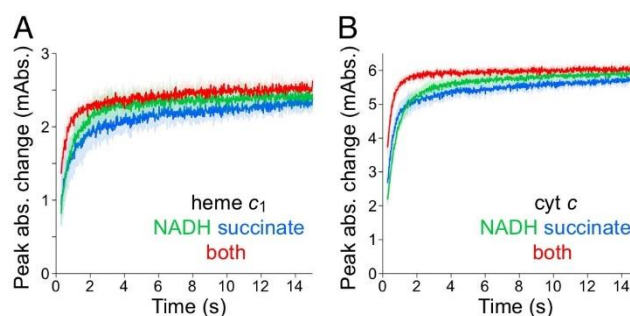 A
Peak abs. change (mAbs.)
3
2
1
0
heme c1
NADH succinate
both
0 2 4 6 8 10 12 14
Time (s)
B
Peak abs. change (mAbs.)
6
5
4
3
2
1
0
cyt c
NADH succinate
both
0 2 4 6 8 10 12 14
Time (s)